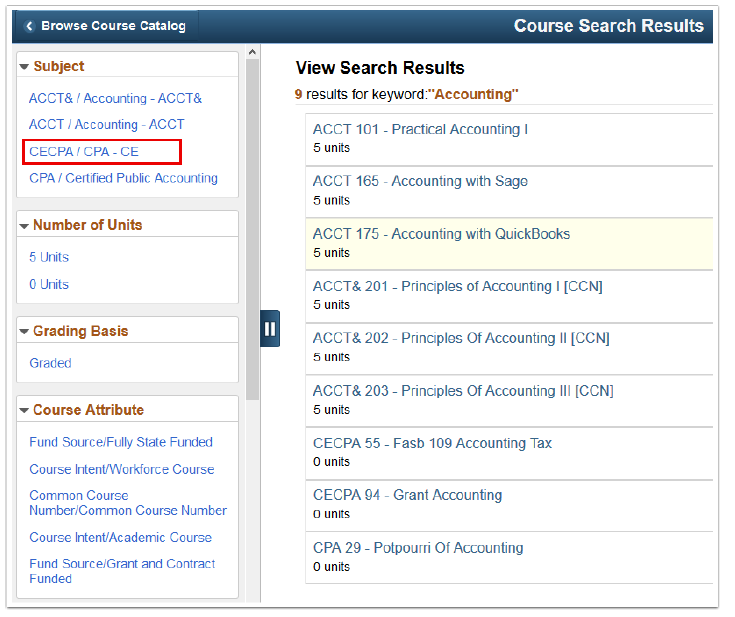 Browse Course Catalog
Course Search Results
Subject
ACCT& / Accounting - ACCT&
ACCT / Accounting - ACCT
CECPA / CPA - CE
CPA / Certified Public Accounting
Number of Units
5 Units
0 Units
Grading Basis
Graded
Course Attribute
Fund Source/Fully State Funded
Course Intent/Workforce Course
Common Course
Number/Common Course Number
Course Intent/Academic Course
Fund Source/Grant and Contract
Funded
View Search Results
9 results for keyword:"Accounting"
ACCT 101 - Practical Accounting I
5 units
ACCT 165 - Accounting with Sage
5 units
ACCT 175 - Accounting with QuickBooks
5 units
ACCT& 201 - Principles of Accounting I [CCN]
5 units
ACCT& 202 - Principles Of Accounting II [CCN]
5 units
ACCT& 203 - Principles Of Accounting III [CCN]
5 units
CECPA 55 - Fasb 109 Accounting Tax
0 units
CECPA 94 - Grant Accounting
0 units
CPA 29 - Potpourri Of Accounting
0 units